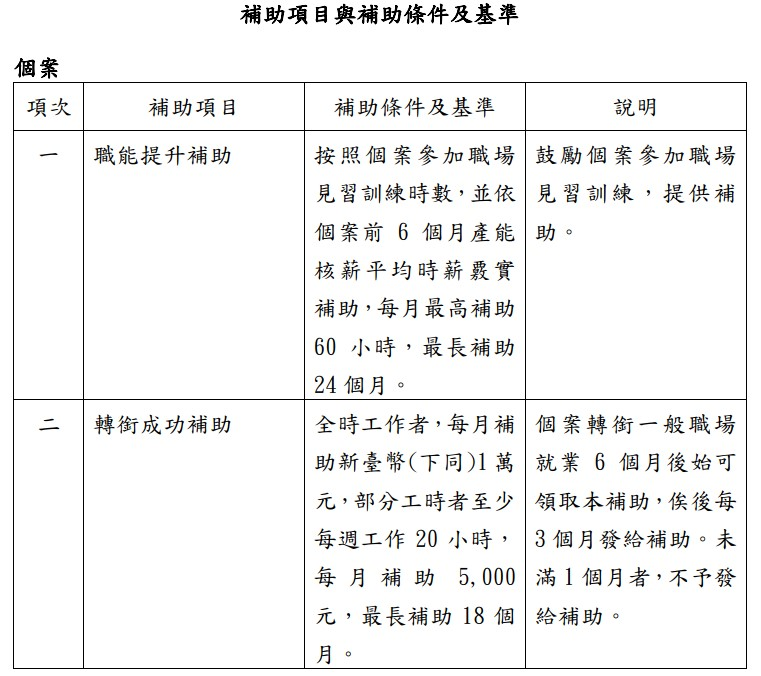 補助項目與補助條件及基準
個案
項次 補助項目 補助條件及基準 說明
一 職能提升補助
按照個案參加職場
見習訓練時數，並依
個案前 6 個月產能
核薪平均時薪覈實
補助，每月最高補助
60 小時，最長補助
24 個月。
鼓勵個案參加職場
見習訓練，提供補
助。
二 轉銜成功補助
全時工作者，每月補
助新臺幣(下同)1 萬
元，部分工時者至少
每週工作 20 小時，
每月補助 5,000
元，最長補助 18 個
月。
個案轉銜一般職場
就業 6 個月後始可
領取本補助，俟後每
3 個月發給補助。未
滿 1 個月者，不予發
給補助。